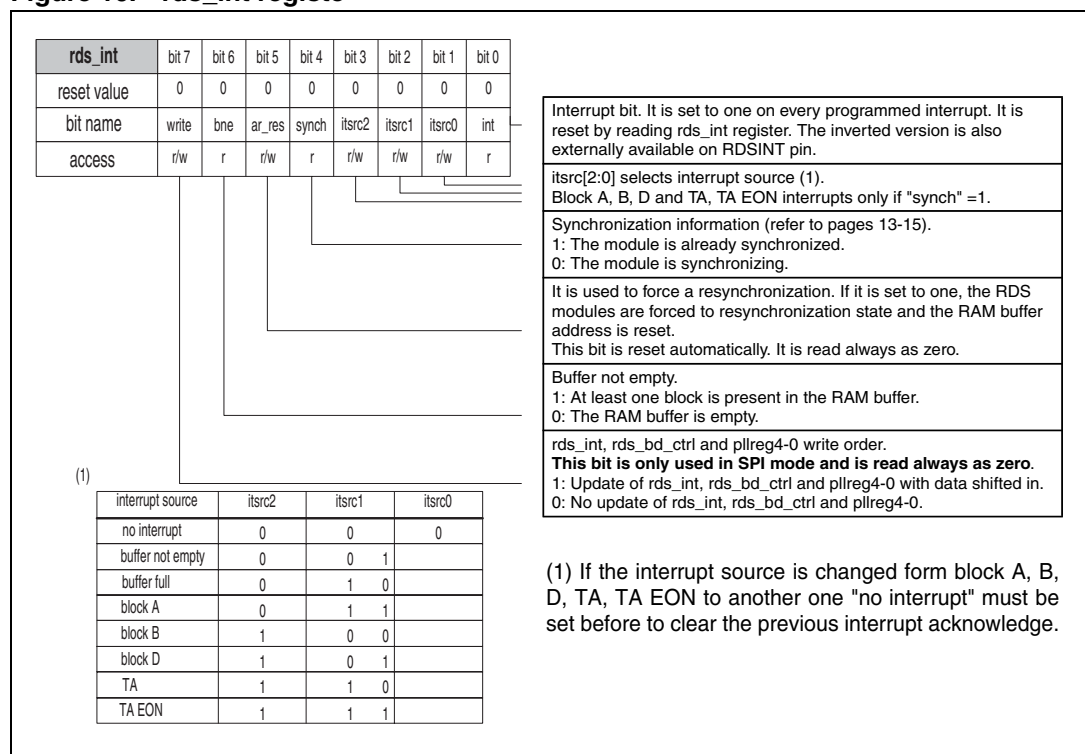 rds_int bit 7 bit 6 bit 5 bit 4 bit 3 bit 2 bit 1 bit 0
reset value 0 0 0 0 0 0 0 0
bit name write bne ar_res synch itsrc2 itsrc1 itsrc0 int
access r/w r r/w r r/w r/w r/w r
Interrupt bit. It is set to one on every programmed interrupt. It is
reset by reading rds_int register. The inverted version is also
externally available on RDSINT pin.
itsrc[2:0] selects interrupt source (1).
Block A, B, D and TA, TA EON interrupts only if "synch" =1.
Synchronization information (refer to pages 13-15).
1: The module is already synchronized.
0: The module is synchronizing.
It is used to force a resynchronization. If it is set to one, the RDS
modules are forced to resynchronization state and the RAM buffer
address is reset.
This bit is reset automatically. It is read always as zero.
Buffer not empty.
1: At least one block is present in the RAM buffer.
0: The RAM buffer is empty.
rds_int, rds_bd_ctrl and pllreg4-0 write order.
This bit is only used in SPI mode and is read always as zero.
1: Update of rds_int, rds_bd_ctrl and pllreg4-0 with data shifted in.
0: No update of rds_int, rds_bd_ctrl and pllreg4-0.
(1)
interrupt source itsrc2 itsrc1 itsrc0
no interrupt 0 0 0
buffer not empty 0 0 1
buffer full 0 1 0
block A 0 1 1
block B 1 0 0
block D 1 0 1
TA 1 1 0
TA EON 1 1 1
(1) If the interrupt source is changed form block A, B,
D, TA, TA EON to another one "no interrupt" must be
set before to clear the previous interrupt acknowledge.